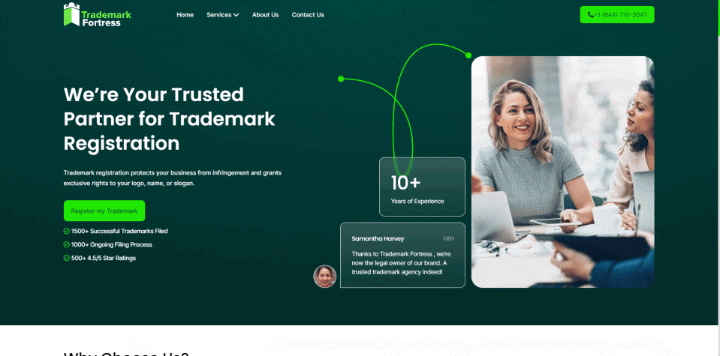 Trademark
Fortress
Home
Services
About Us
Contact Us
+1 (844) 710-3047
We're Your Trusted
Partner for Trademark
Registration
Trademark registration protects your business from infringement and grants
exclusive rights to your logo, name, or slogan.
Register my Trademark
1500+ Successful Trademarks Filed
1000+ Ongoing Filing Process
500+ 4.5/5 Star Ratings
10+
Years of Experience
Samantha Harvey
CEO
Thanks to Trademark Fortress , we're
now the legal owner of our brand. A
trusted trademark agency indeed!
Why Choose Us?